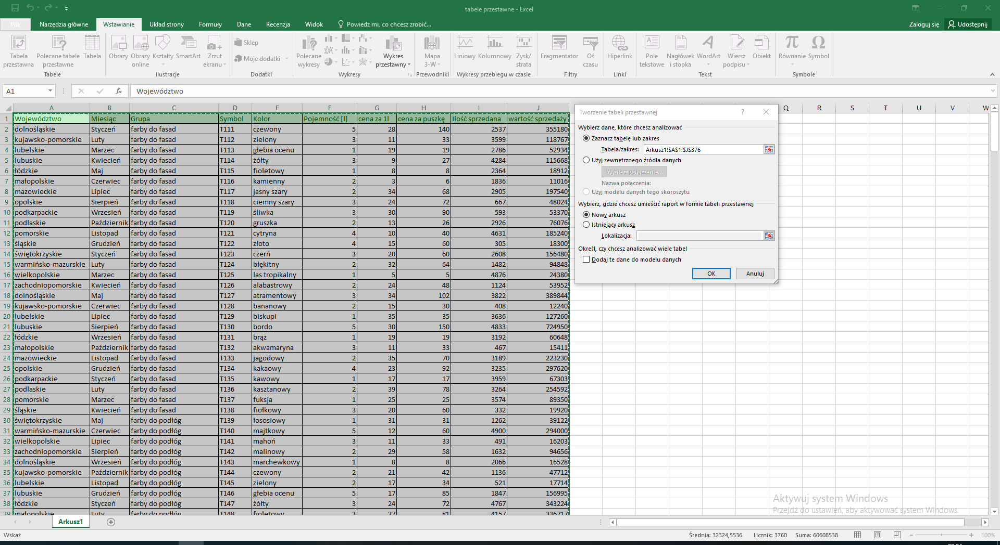 tabele przestawne - Excel
Plik Narzędzia główne Wstawianie Układ strony Formuły Dane Recenzja Widok Powiedz mi, co chcesz zrobić... Zaloguj się Udostępnij
Tabela przestawna Polecane tabele przestawne Tabela Obrazy Obrazy online Kształty SmartArt Zrzut ekranu Sklep Moje dodatki Polecane wykresy Wykres przestawny Mapa 3-W Liniowy Kolumnowy Zysk/strata Fragmentator Oś czasu Hiperlink Pole tekstowe Nagłówek i stopka WordArt Wiersz podpisu Obiekt Równanie Symbol
Tabele Ilustracje Dodatki Wykresy Przewodniki Wykresy przebiegu w czasie Filtry Linki Tekst Symbole
A1 fx Województwo
A B C D E F G H I J Q R S T U V W
1 Województwo Miesiąc Grupa Symbol Kolor Pojemność [l] cena za 1l cena za puszkę Ilość sprzedana wartość sprzedaży
2 dolnośląskie Styczeń farby do fasad T111 czewony 5 28 140 2537 355180
3 kujawsko-pomorskie Luty farby do fasad T112 zielony 3 11 33 3599 118767
4 lubelskie Marzec farby do fasad T113 głebia ocenu 1 19 19 2786 52934
5 lubuskie Kwiecień farby do fasad T114 żółty 3 9 27 4284 115668
6 łódzkie Maj farby do fasad T115 fioletowy 1 8 8 2364 18912
7 małopolskie Czerwiec farby do fasad T116 kamienny 2 3 6 1836 11016
8 mazowieckie Lipiec farby do fasad T117 jasny szary 2 34 68 2905 197540
9 opolskie Sierpień farby do fasad T118 ciemny szary 3 24 72 667 48024
10 podkarpackie Wrzesień farby do fasad T119 śliwka 3 30 90 593 53370
11 podlaskie Październik farby do fasad T120 gruszka 2 13 26 2926 76076
12 pomorskie Listopad farby do fasad T121 cytryna 4 10 40 4631 185240
13 śląskie Grudzień farby do fasad T122 złoto 4 15 60 305 18300
14 świętokrzyskie Styczeń farby do fasad T123 czerń 3 20 60 2608 156480
15 warmińsko-mazurskie Luty farby do fasad T124 błękitny 2 32 64 1482 94848
16 wielkopolskie Marzec farby do fasad T125 las tropikalny 1 5 5 4876 24380
17 zachodniopomorskie Kwiecień farby do fasad T126 alabastrowy 2 24 48 1124 53952
18 dolnośląskie Maj farby do fasad T127 atramentowy 3 34 102 3822 389844
19 kujawsko-pomorskie Czerwiec farby do fasad T128 bananowy 2 15 30 408 12240
20 lubelskie Lipiec farby do fasad T129 biskupi 1 35 35 3636 127260
21 lubuskie Sierpień farby do fasad T130 bordo 5 30 150 4833 724950
22 łódzkie Wrzesień farby do fasad T131 brąz 1 19 19 3192 60648
23 małopolskie Październik farby do fasad T132 akwamaryna 3 11 33 467 15411
24 mazowieckie Listopad farby do fasad T133 jagodowy 2 35 70 3189 223230
25 opolskie Grudzień farby do fasad T134 kakaowy 4 23 92 3235 297620
26 podkarpackie Styczeń farby do fasad T135 kawowy 1 17 17 3959 67303
27 podlaskie Luty farby do fasad T136 kasztanowy 2 39 78 3264 254592
28 pomorskie Marzec farby do fasad T137 fuksja 1 25 25 3574 89350
29 śląskie Kwiecień farby do fasad T138 fiołkowy 3 20 60 332 19920
30 świętokrzyskie Maj farby do podłóg T139 łososiowy 1 31 31 1262 39122
31 warmińsko-mazurskie Czerwiec farby do podłóg T140 majtkowy 5 12 60 4900 294000
32 wielkopolskie Lipiec farby do podłóg T141 mahoń 3 11 33 491 16203
33 zachodniopomorskie Sierpień farby do podłóg T142 malinowy 2 29 58 1632 94656
34 dolnośląskie Wrzesień farby do podłóg T143 marchewkowy 1 8 8 2066 16528
35 kujawsko-pomorskie Październik farby do podłóg T144 czewony 2 21 42 1136 47712
36 lubelskie Listopad farby do podłóg T145 zielony 2 17 34 521 17714
37 lubuskie Grudzień farby do podłóg T146 głebia ocenu 5 17 85 1847 156995
38 łódzkie Styczeń farby do podłóg T147 żółty 3 24 72 4767 343224
39 małopolskie Luty farby do podłóg T148 fioletowy 3 27 81 4157 336717
Tworzenie tabeli przestawnej ?
Wybierz dane, które chcesz analizować
Zaznacz tabelę lub zakres
Tabela/zakres: Arkusz1!$A$1:$J$376
Użyj zewnętrznego źródła danych
Wybierz połączenie...
Nazwa połączenia:
Użyj modelu danych tego skoroszytu
Wybierz, gdzie chcesz umieścić raport w formie tabeli przestawnej
Nowy arkusz
Istniejący arkusz
Lokalizacja:
Określ, czy chcesz analizować wiele tabel
Dodaj te dane do modelu danych
OK Anuluj
Aktywuj system Windows
Przejdź do ustawień, aby aktywować system Windows.
Arkusz1
Wskaż Średnia: 32324,5536 Licznik: 3760 Suma: 60608538 100%